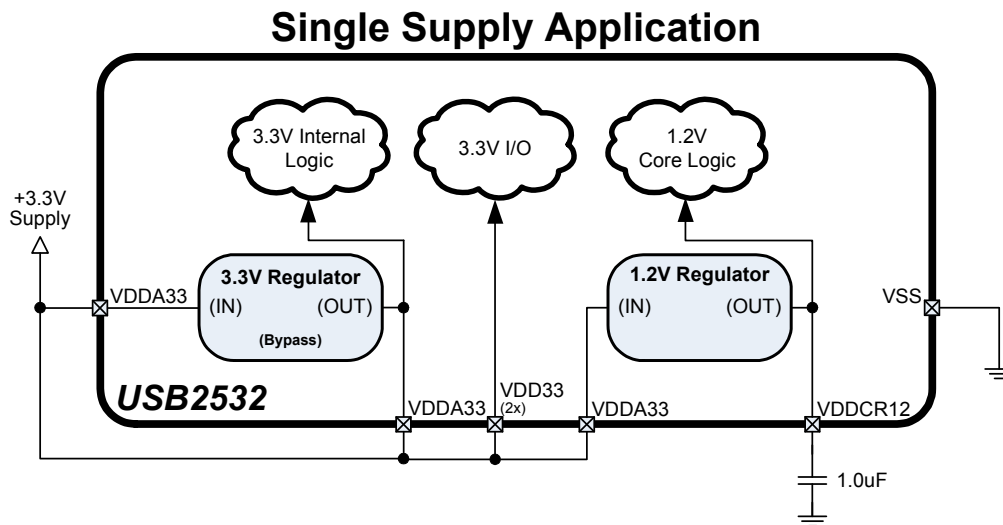 Single Supply Application
3.3V Internal
Logic
3.3V I/O
1.2V
Core Logic
+3.3V
Supply
VDDA33
3.3V Regulator
(IN)
(OUT)
(Bypass)
1.2V Regulator
(IN)
(OUT)
VSS
USB2532
VDDA33
VDD33
(2x)
VDDA33
VDDCR12
1.0uF